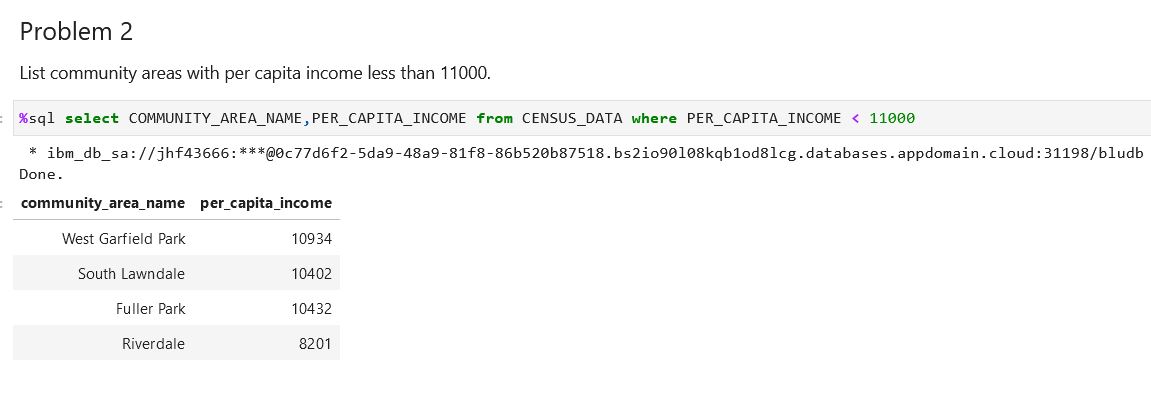 Problem 2
List community areas with per capita income less than 11000.
%sql select COMMUNITY_AREA_NAME,PER_CAPITA_INCOME from CENSUS_DATA where PER_CAPITA_INCOME < 11000
* ibm_db_sa://jhf43666:***@0c77d6f2-5da9-48a9-81f8-86b520b87518.bs2io90l08kqb1od8lcg.databases.appdomain.cloud:31198/bludb
Done.
community_area_name per_capita_income
West Garfield Park 10934
South Lawndale 10402
Fuller Park 10432
Riverdale 8201